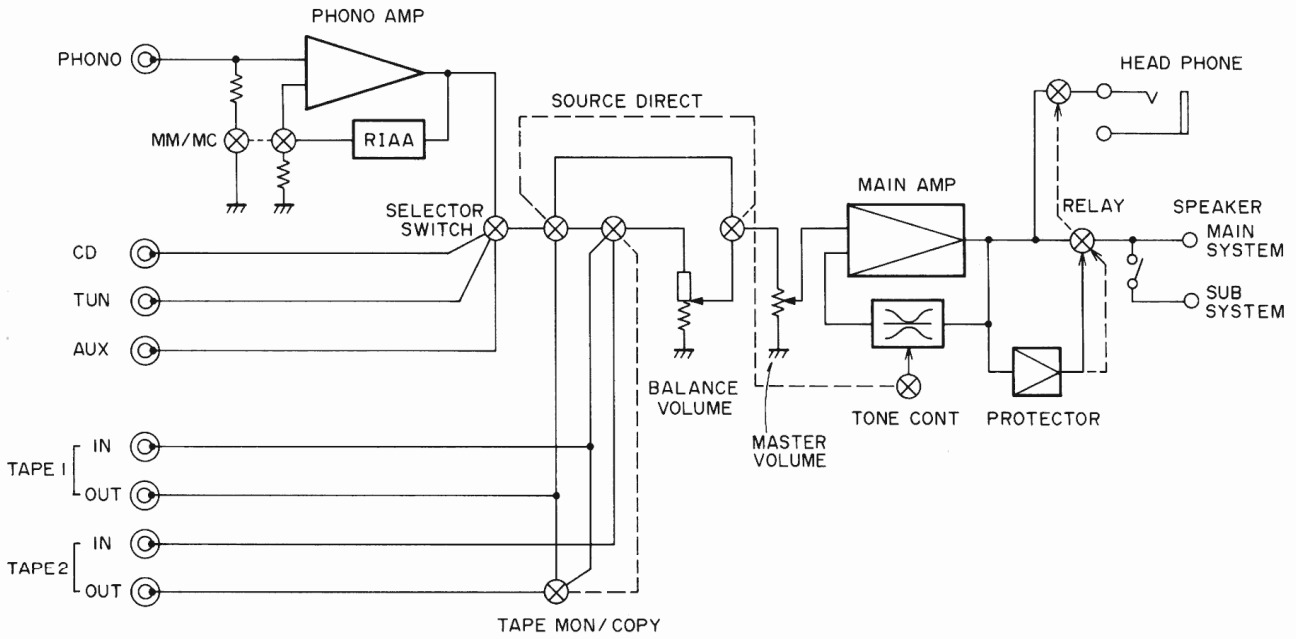 PHONO AMP
PHONO
HEAD PHONE
SOURCE DIRECT
MM/MC
RIAA
MAIN AMP
SELECTOR
SWITCH
RELAY
SPEAKER
MAIN
SYSTEM
CD
TUN
SUB
SYSTEM
AUX
BALANCE
VOLUME
TONE CONT
PROTECTOR
MASTER
VOLUME
TAPE 1
IN
OUT
TAPE 2
IN
OUT
TAPE MON/COPY